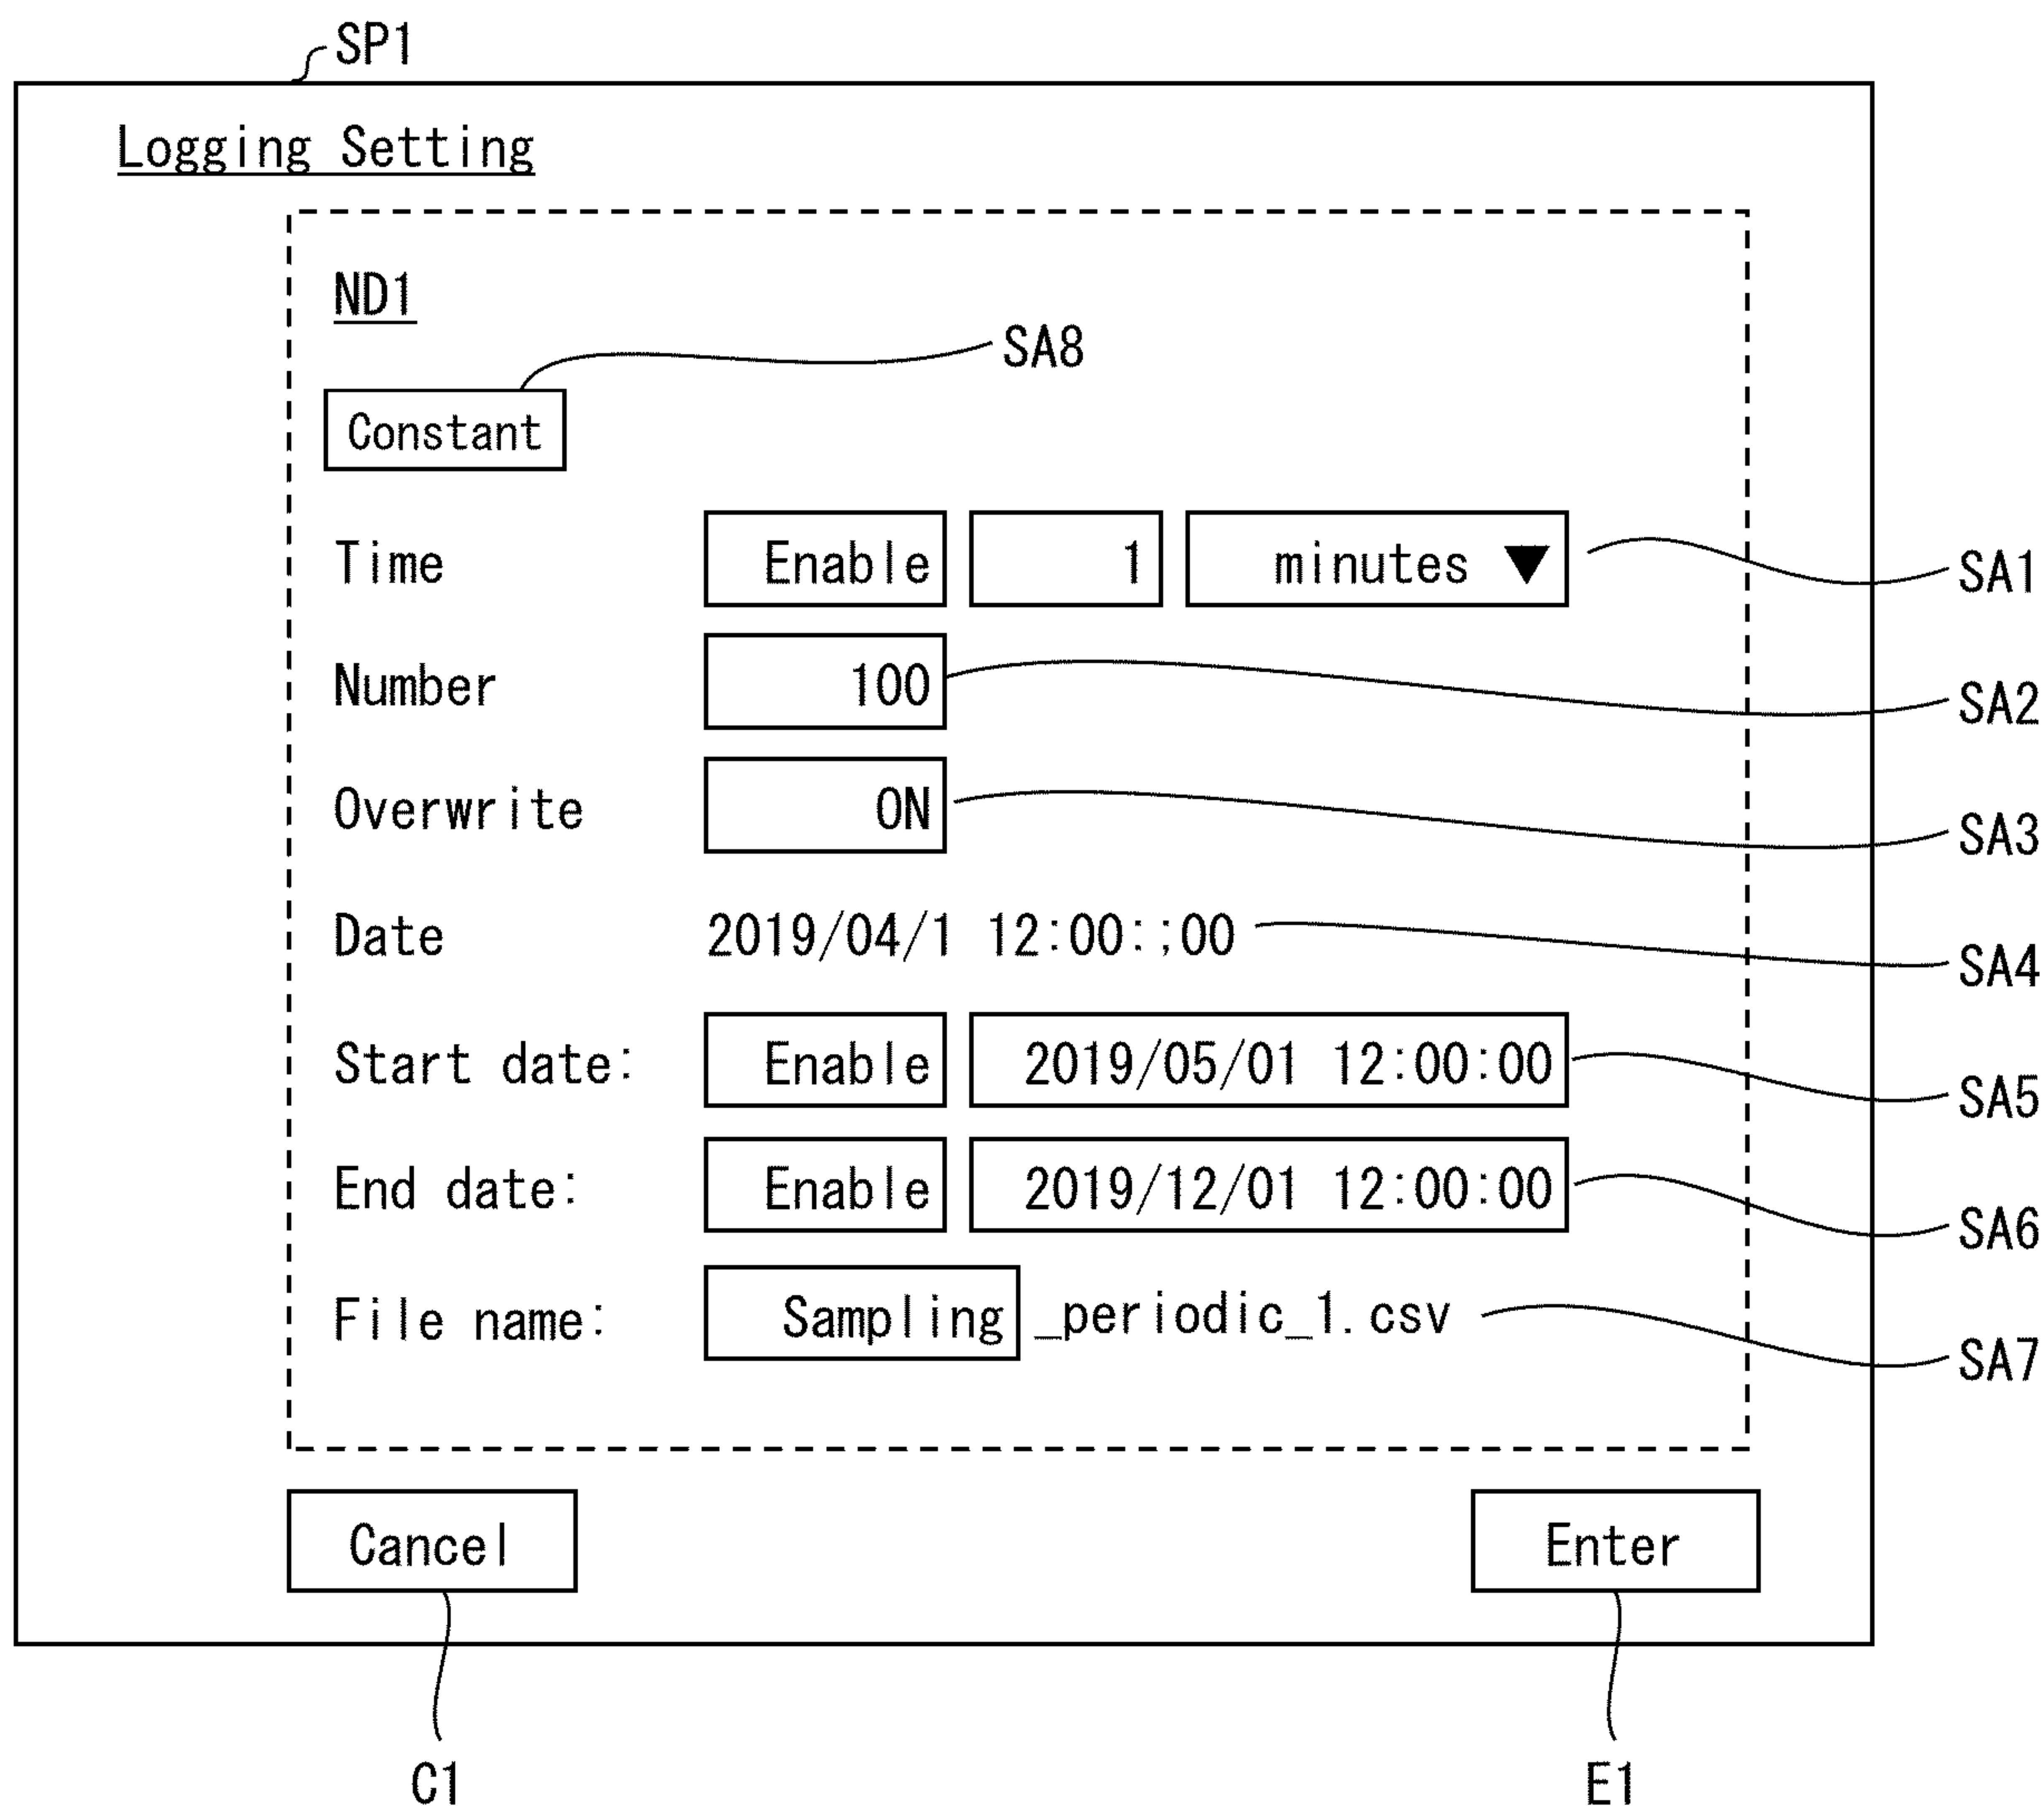 SP1
Logging Setting
ND1
SA8
Constant
Time Enable 1 minutes ▼ SA1
Number 100 SA2
Overwrite ON SA3
Date 2019/04/1 12:00:;00 SA4
Start date: Enable 2019/05/01 12:00:00 SA5
End date: Enable 2019/12/01 12:00:00 SA6
File name: Sampling _periodic_1.csv SA7
Cancel Enter
C1 E1